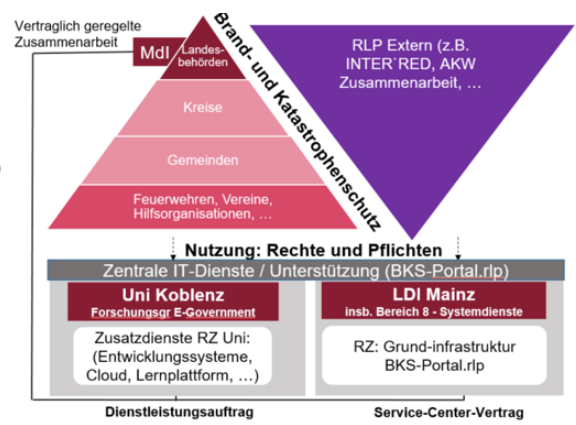 Vertraglich geregelte
Zusammenarbeit
MdI
Landes-
behörden
Kreise
Gemeinden
Feuerwehren, Vereine,
Hilfsorganisationen, ...
Brand- und Katastrophenschutz
RLP Extern (z.B.
INTER`RED, AKW
Zusammenarbeit, ...
Nutzung: Rechte und Pflichten
Zentrale IT-Dienste / Unterstützung (BKS-Portal.rlp)
Uni Koblenz
Forschungsgr E-Government
Zusatzdienste RZ Uni:
(Entwicklungssysteme,
Cloud, Lernplattform, ...)
LDI Mainz
insb. Bereich 8 - Systemdienste
RZ: Grund-infrastruktur
BKS-Portal.rlp
Dienstleistungsauftrag
Service-Center-Vertrag